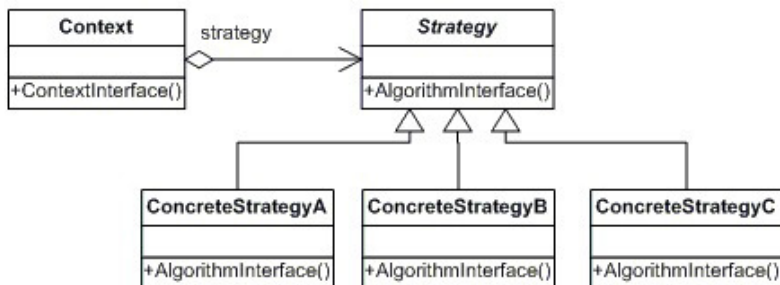 Context
strategy
Strategy
+ContextInterface()
+AlgorithmInterface()
ConcreteStrategyA
ConcreteStrategyB
ConcreteStrategyC
+AlgorithmInterface()
+AlgorithmInterface()
+AlgorithmInterface()